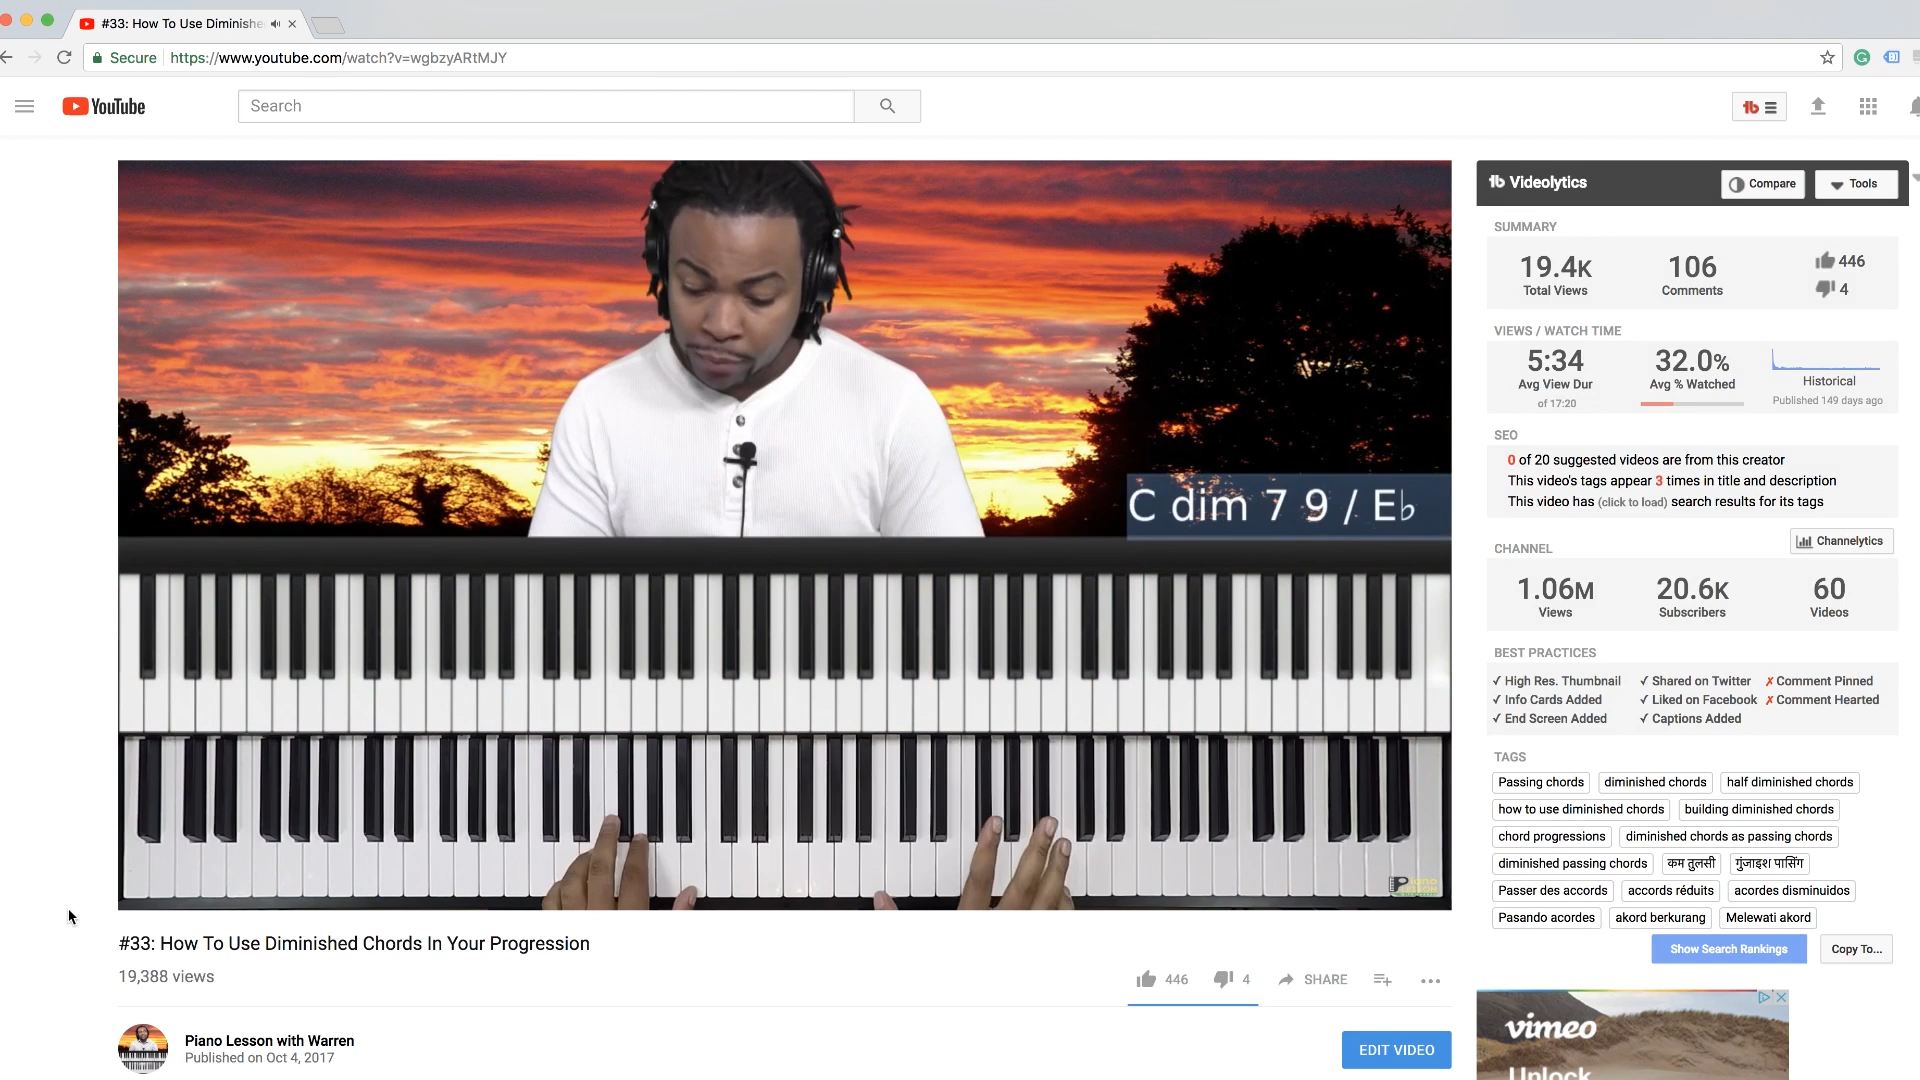 #33: How To Use Diminishe
Secure https://www.youtube.com/watch?v=wgbzyARtMJY
YouTube
Search
C dim 7 9 / E♭
#33: How To Use Diminished Chords In Your Progression
19,388 views
446 4 SHARE
Piano Lesson with Warren
Published on Oct 4, 2017
EDIT VIDEO
Videolytics
Compare
Tools
SUMMARY
19.4K 106 446
Total Views Comments 4
VIEWS / WATCH TIME
5:34 32.0%
Avg View Dur Avg % Watched Historical
of 17:20 Published 149 days ago
SEO
0 of 20 suggested videos are from this creator
This video's tags appear 3 times in title and description
This video has (click to load) search results for its tags
CHANNEL
Channelytics
1.06M 20.6K 60
Views Subscribers Videos
BEST PRACTICES
✓ High Res. Thumbnail ✓ Shared on Twitter ✗ Comment Pinned
✓ Info Cards Added ✓ Liked on Facebook ✗ Comment Hearted
✓ End Screen Added ✓ Captions Added
TAGS
Passing chords diminished chords half diminished chords
how to use diminished chords building diminished chords
chord progressions diminished chords as passing chords
diminished passing chords कम तुलसी गुंजाइश पासिंग
Passer des accords accords réduits acordes disminuidos
Pasando acordes akord berkurang Melewati akord
Show Search Rankings Copy To...
vimeo
Unlock